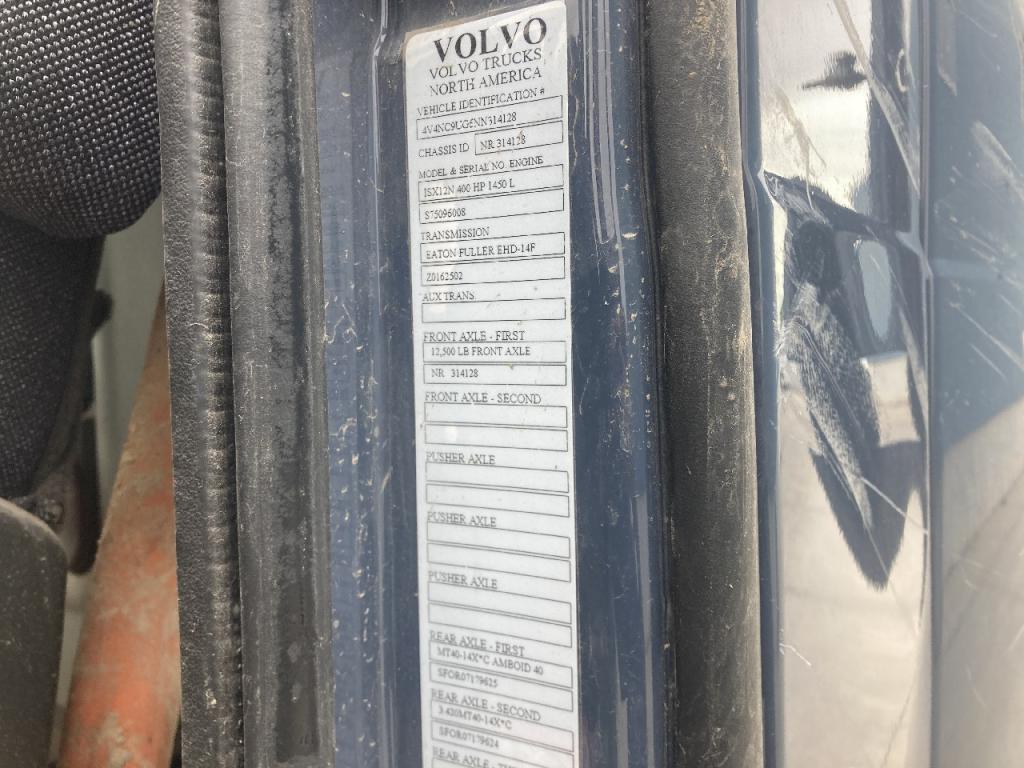 VOLVO
VOLVO TRUCKS
NORTH AMERICA
VEHICLE IDENTIFICATION #
4V4NC9UG6NN314128
CHASSIS ID NR 314128
MODEL & SERIAL NO. ENGINE
ISX12N 400 HP 1450 L
S75096008
TRANSMISSION
EATON FULLER EHD-14F
Z0162502
AUX TRANS.
FRONT AXLE - FIRST
12,500 LB FRONT AXLE
NR 314128
FRONT AXLE - SECOND
PUSHER AXLE
PUSHER AXLE
PUSHER AXLE
REAR AXLE - FIRST
MT40-14X*C AMBOID 40
SFOR07179625
REAR AXLE - SECOND
3.420MT40-14X*C
SFOR07179624
REAR AXLE